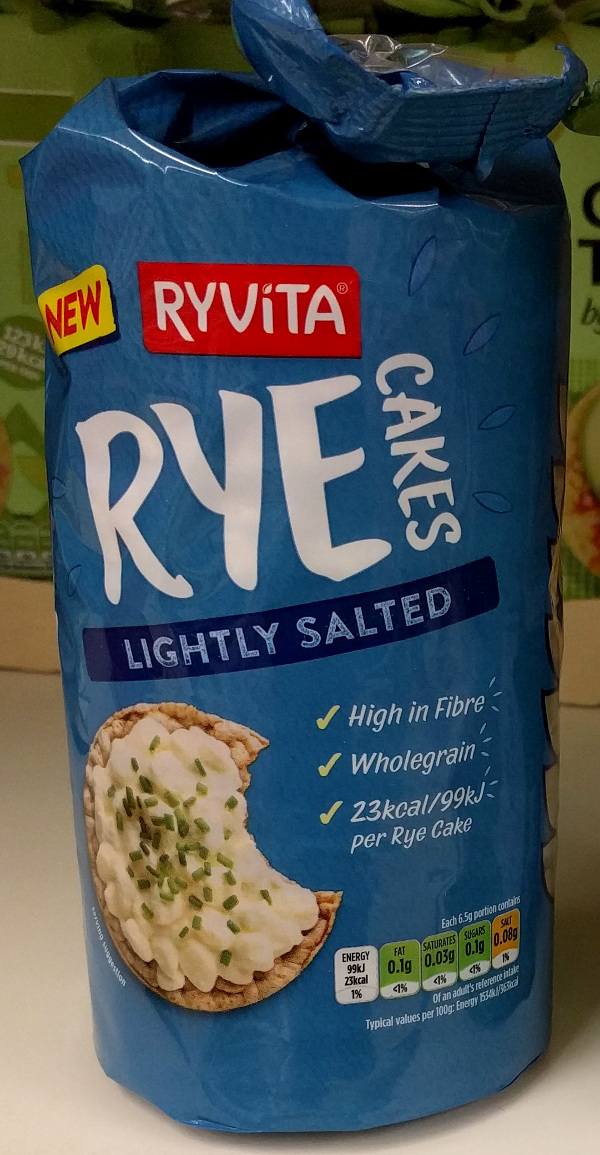 NEW
RYVITA®
RYE
CAKES
LIGHTLY SALTED
High in Fibre
Wholegrain
23kcal/99kJ
per Rye Cake
serving suggestion
Each 6.5g portion contains
ENERGY
99kJ
23kcal
1%
FAT
0.1g
<1%
SATURATES
0.03g
<1%
SUGARS
0.1g
<1%
SALT
0.08g
1%
Of an adult's reference intake
Typical values per 100g: Energy 1534kJ/363kcal